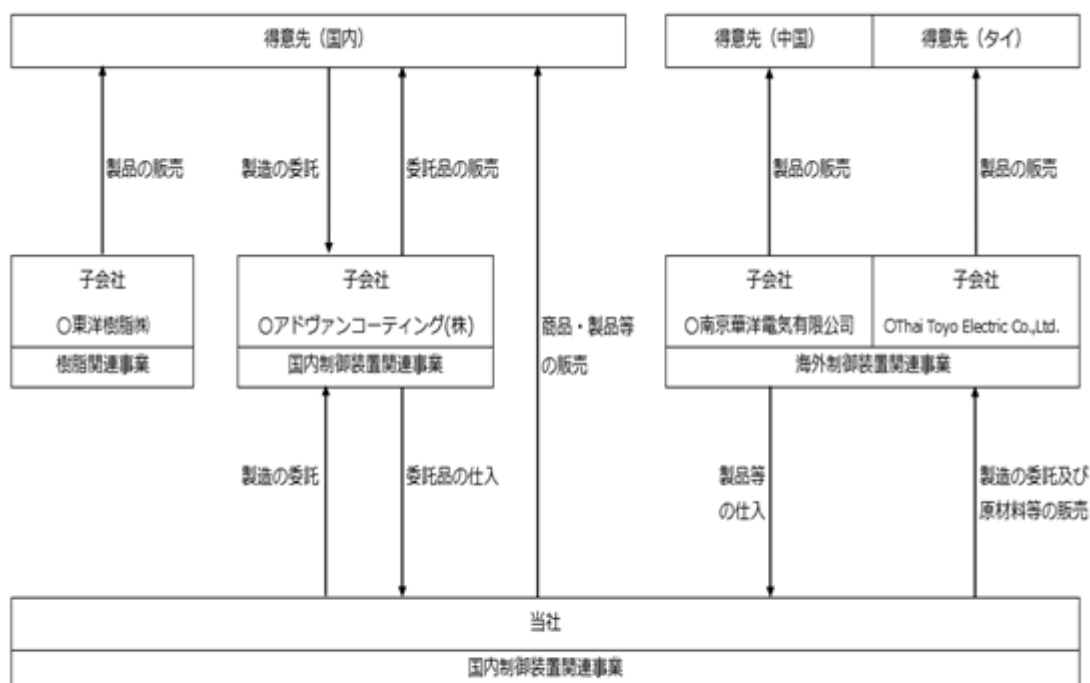 得意先（国内）
得意先（中国）
得意先（タイ）
製品の販売
製造の委託
委託品の販売
製品の販売
製品の販売
子会社
○東洋樹脂㈱
樹脂関連事業
子会社
○アドヴァンコーティング(株)
国内制御装置関連事業
商品・製品等
の販売
子会社
○南京華洋電気有限公司
子会社
○Thai Toyo Electric Co.,Ltd.
海外制御装置関連事業
製造の委託
委託品の仕入
製品等
の仕入
製造の委託及び
原材料等の販売
当社
国内制御装置関連事業